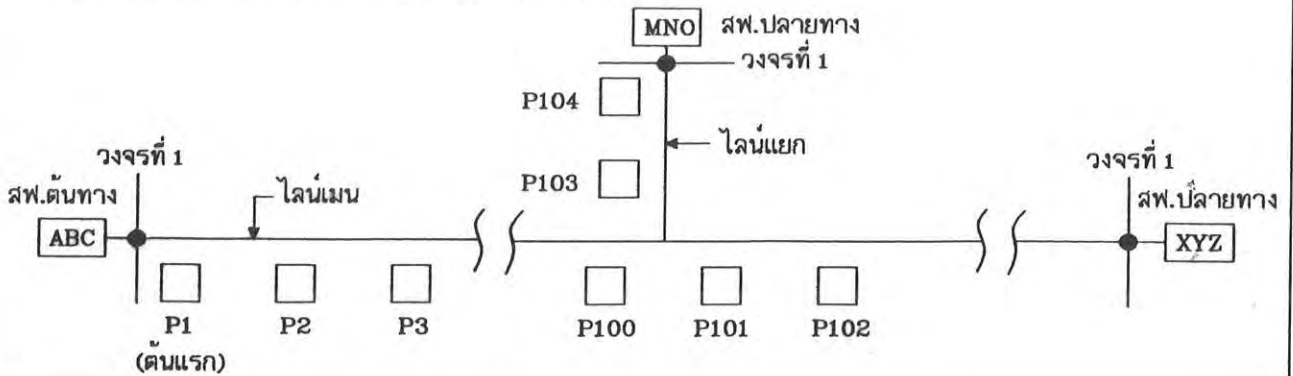 MNO สฟ.ปลายทาง
วงจรที่ 1
P104
ไลน์แยก
P103
วงจรที่ 1
สฟ.ต้นทาง
ไลน์เมน
ABC
วงจรที่ 1
สฟ.ปลายทาง
XYZ
P1 P2 P3 P100 P101 P102
(ต้นแรก)